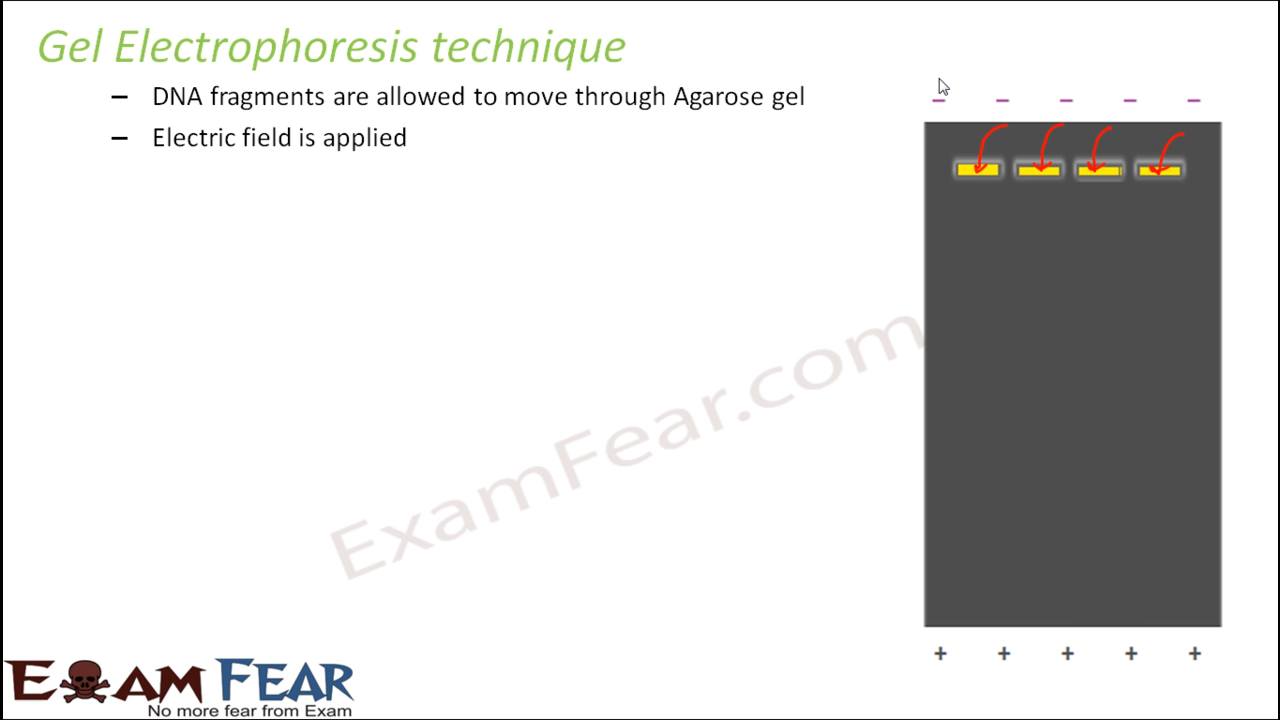 Gel Electrophoresis technique
– DNA fragments are allowed to move through Agarose gel
– Electric field is applied
– – – – –
ExamFear.com
+ + + + +
EXAM FEAR
No more fear from Exam